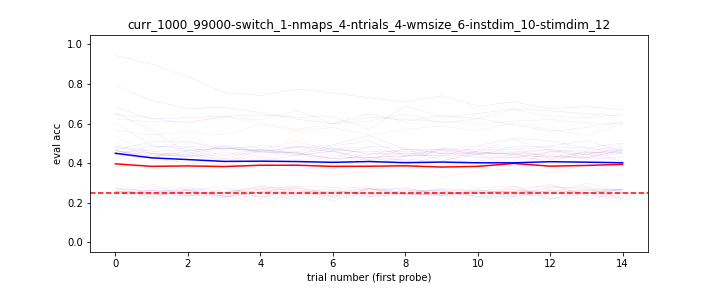 curr_1000_99000-switch_1-nmaps_4-ntrials_4-wmsize_6-instdim_10-stimdim_12
1.0
0.8
0.6
0.4
0.2
0.0
eval acc
0 2 4 6 8 10 12 14
trial number (first probe)